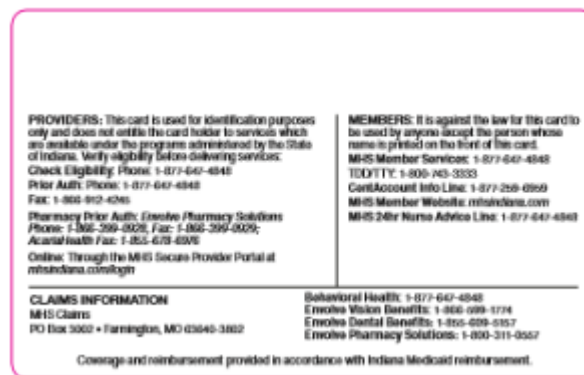 PROVIDERS: This card is used for identification purposes
only and does not entitle the card holder to services which
are available under the programs administered by the State
of Indiana. Verify eligibility before delivering services:
Check Eligibility: Phone: 1-877-647-4848
Prior Auth: Phone: 1-877-647-4848
Fax: 1-866-912-4245
Pharmacy Prior Auth: Envolve Pharmacy Solutions
Phone: 1-866-399-0928, Fax: 1-866-399-0929;
AcariaHealth Fax: 1-855-678-6976
Online: Through the MHS Secure Provider Portal at
mhsindiana.com/login
MEMBERS: It is against the law for this card to
be used by anyone except the person whose
name is printed on the front of this card.
MHS Member Services: 1-877-647-4848
TDD/TTY: 1-800-743-3333
CentAccount Info Line: 1-877-259-6959
MHS Member Website: mhsindiana.com
MHS 24hr Nurse Advice Line: 1-877-647-4848
CLAIMS INFORMATION
MHS Claims
PO Box 3002 • Farmington, MO 63640-3802
Behavioral Health: 1-877-647-4848
Envolve Vision Benefits: 1-866-599-1774
Envolve Dental Benefits: 1-855-609-5157
Envolve Pharmacy Solutions: 1-800-311-0557
Coverage and reimbursement provided in accordance with Indiana Medicaid reimbursement.